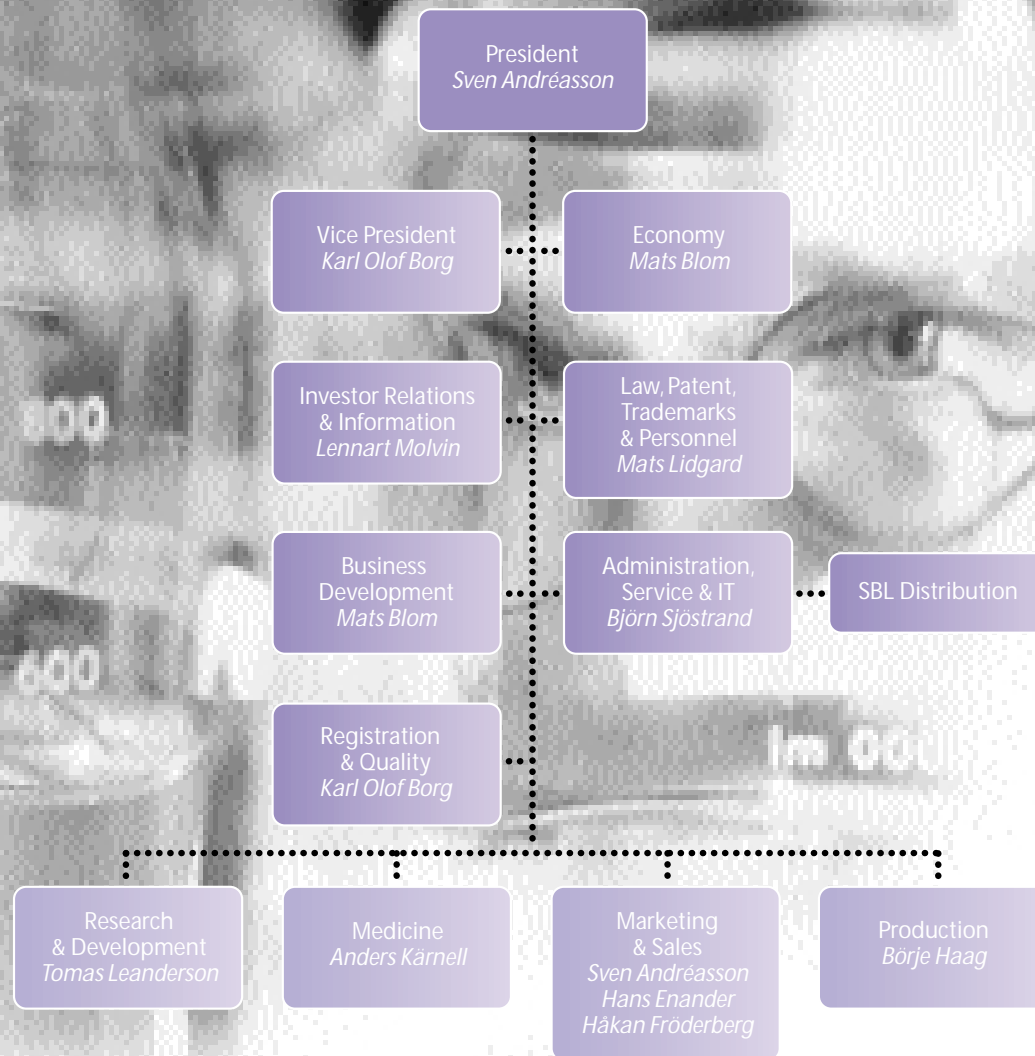 President
Sven Andréasson
Vice President
Karl Olof Borg
Economy
Mats Blom
Investor Relations
& Information
Lennart Molvin
Law, Patent,
Trademarks
& Personnel
Mats Lidgard
Business
Development
Mats Blom
Administration,
Service & IT
Björn Sjöstrand
SBL Distribution
Registration
& Quality
Karl Olof Borg
Research
& Development
Tomas Leanderson
Medicine
Anders Kärnell
Marketing
& Sales
Sven Andréasson
Hans Enander
Håkan Fröderberg
Production
Börje Haag
600